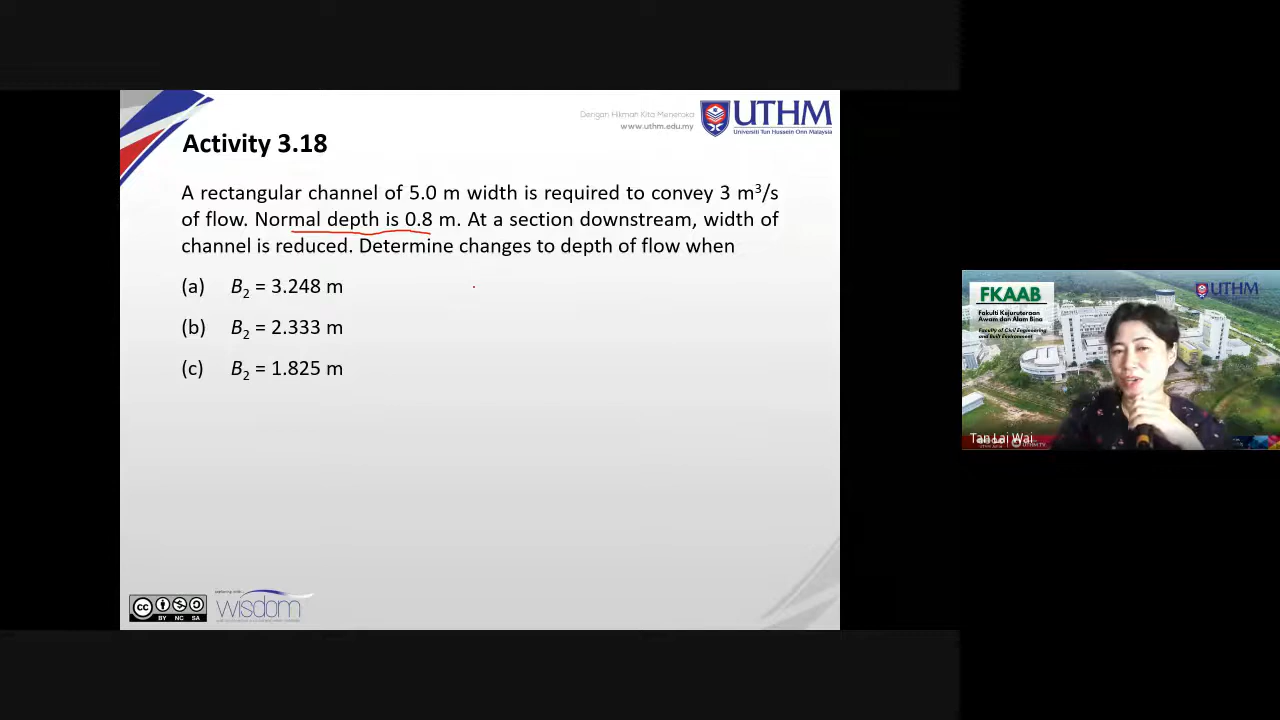 Dengan Hikmah Kita Meneroka
www.uthm.edu.my
UTHM
Universiti Tun Hussein Onn Malaysia
Activity 3.18
A rectangular channel of 5.0 m width is required to convey 3 m³/s
of flow. Normal depth is 0.8 m. At a section downstream, width of
channel is reduced. Determine changes to depth of flow when
(a) B₂ = 3.248 m
(b) B₂ = 2.333 m
(c) B₂ = 1.825 m
cc
BY NC SA
wisdom
FKAAB
Fakulti Kejuruteraan
Awam dan Alam Bina
Faculty of Civil Engineering
and Built Environment
UTHM
Tan Lai Wai